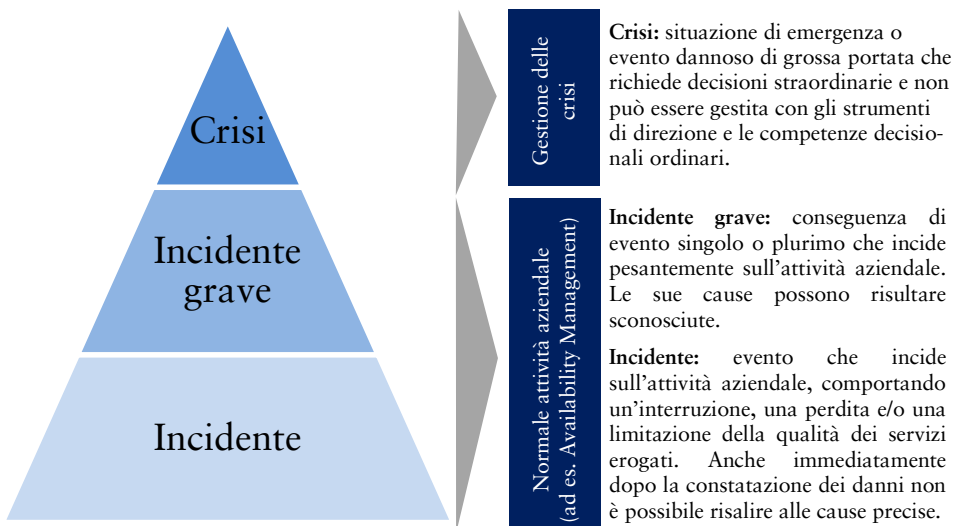 Crisi
Incidente
grave
Incidente
Gestione delle
crisi
Normale attività aziendale
(ad es. Availability Management)
Crisi: situazione di emergenza o
evento dannoso di grossa portata che
richiede decisioni straordinarie e non
può essere gestita con gli strumenti
di direzione e le competenze decisio-
nali ordinari.
Incidente grave: conseguenza di
evento singolo o plurimo che incide
pesantemente sull’attività aziendale.
Le sue cause possono risultare
sconosciute.
Incidente: evento che incide
sull’attività aziendale, comportando
un’interruzione, una perdita e/o una
limitazione della qualità dei servizi
erogati. Anche immediatamente
dopo la constatazione dei danni non
è possibile risalire alle cause precise.